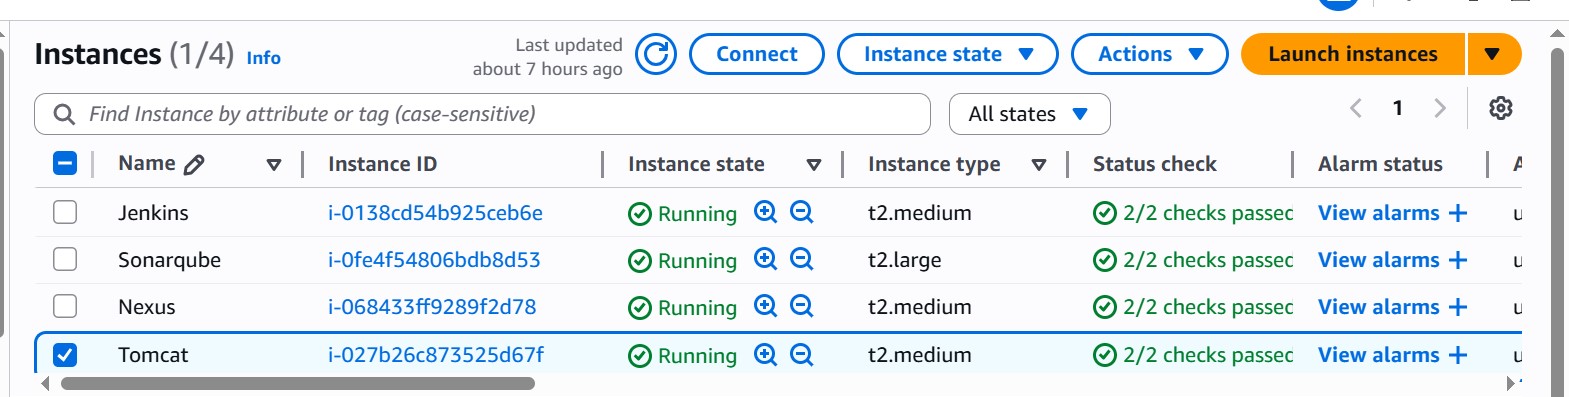 Instances (1/4) Info
Last updated
about 7 hours ago
Connect
Instance state
Actions
Launch instances
Find Instance by attribute or tag (case-sensitive)
All states
1
Name Instance ID Instance state Instance type Status check Alarm status
Jenkins i-0138cd54b925ceb6e Running t2.medium 2/2 checks passed View alarms
Sonarqube i-0fe4f54806bdb8d53 Running t2.large 2/2 checks passed View alarms
Nexus i-068433ff9289f2d78 Running t2.medium 2/2 checks passed View alarms
Tomcat i-027b26c873525d67f Running t2.medium 2/2 checks passed View alarms